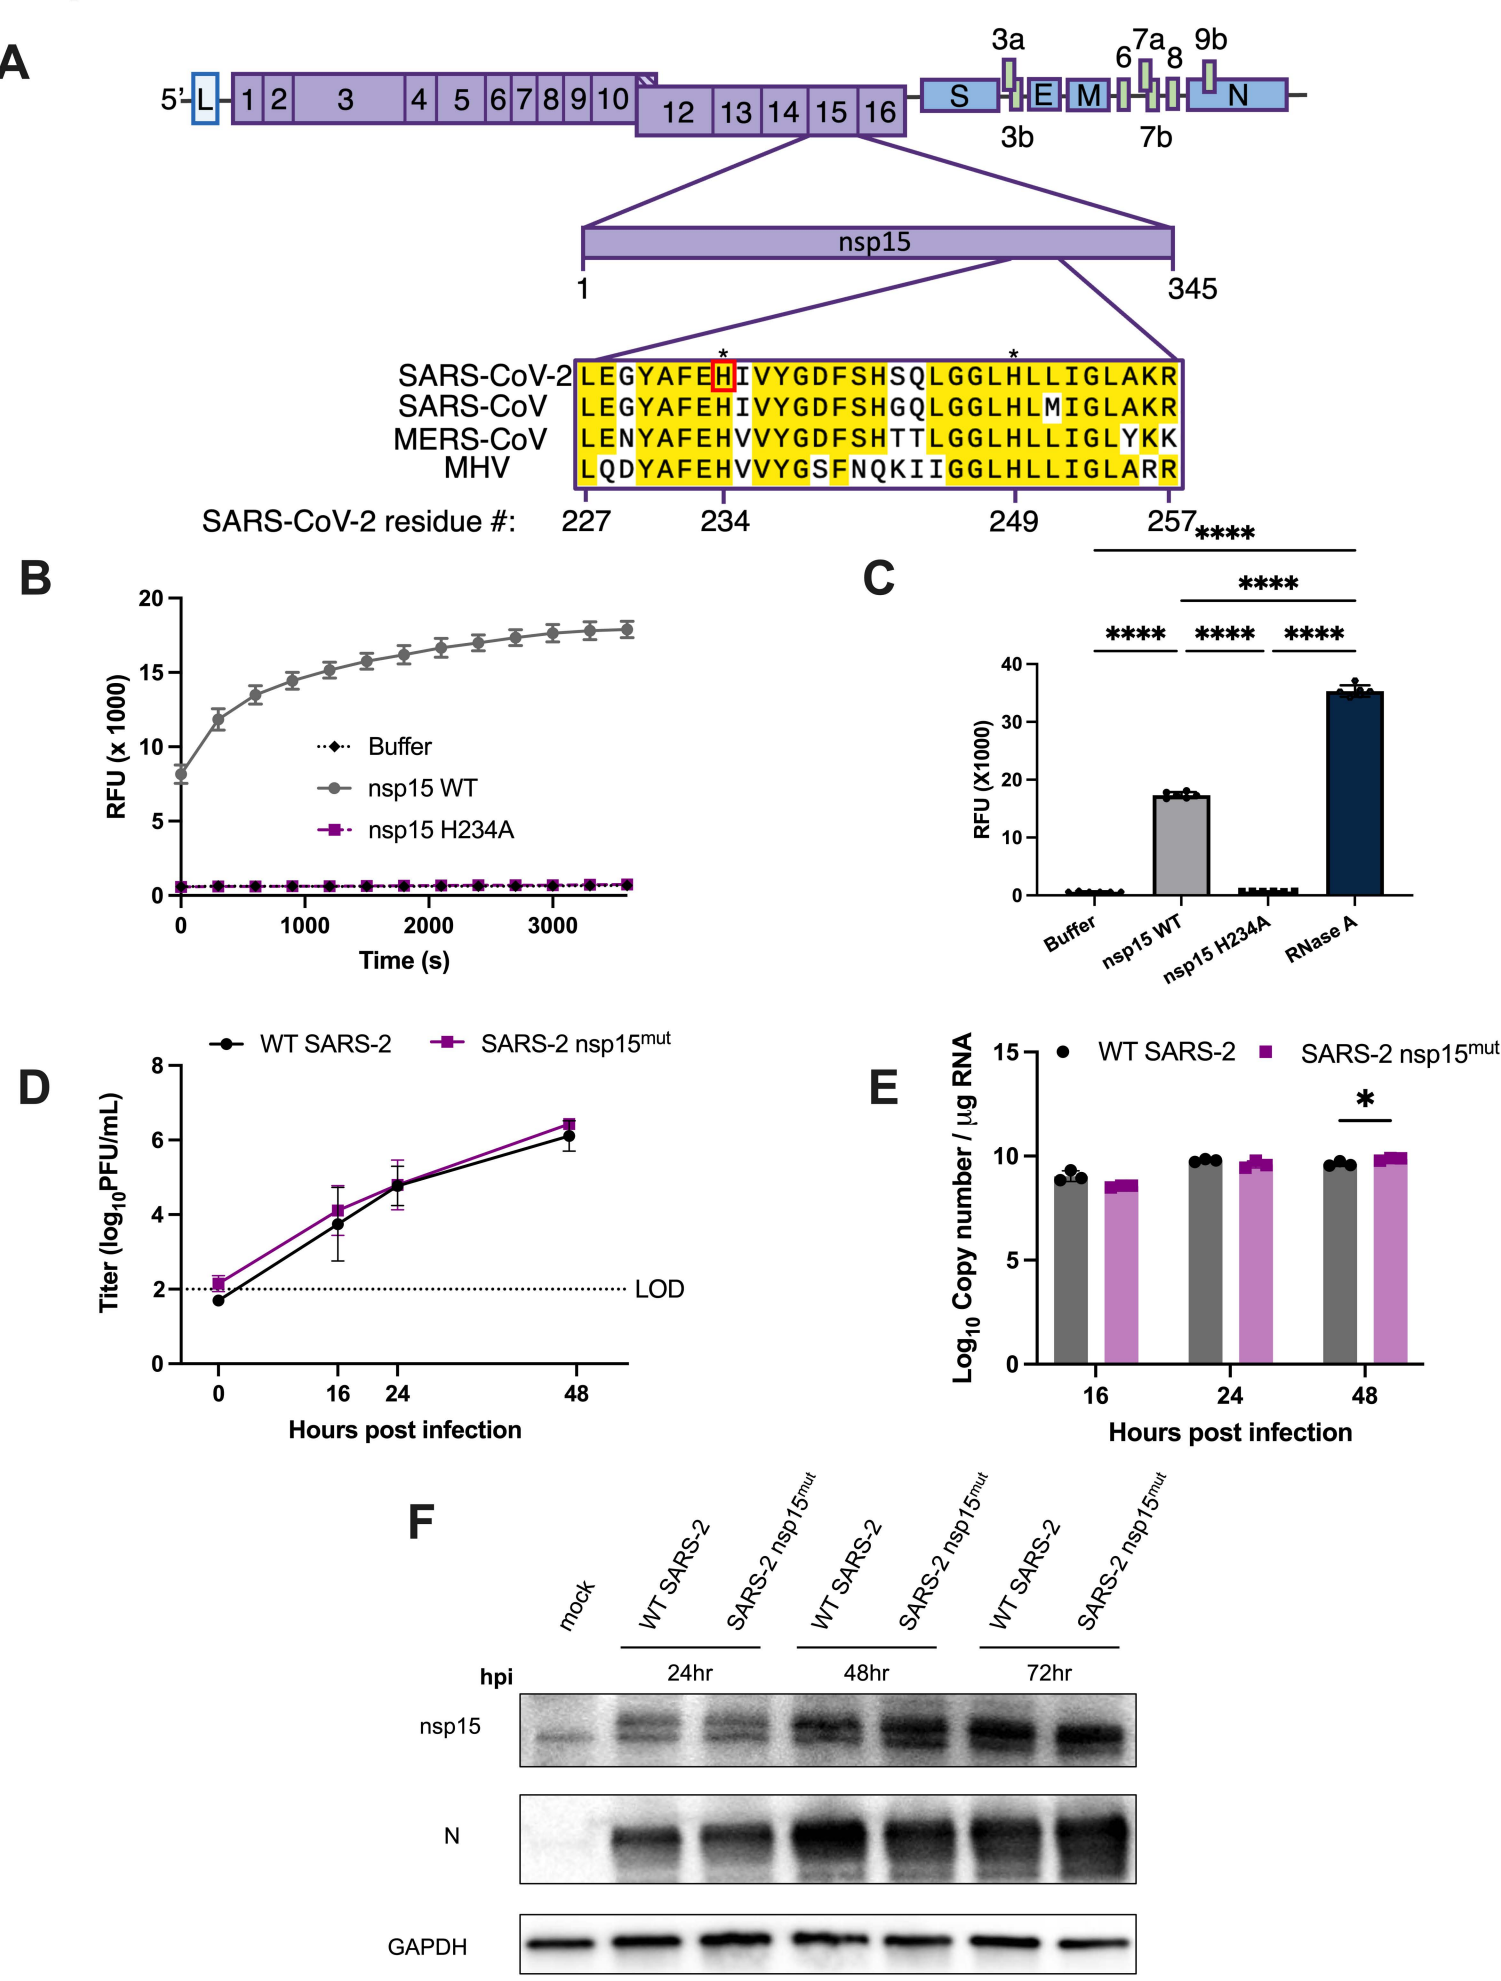 A
3a 7a 9b
6 8
5' L 1 2 3 4 5 6 7 8 9 10 12 13 14 15 16 S E M N
3b 7b
nsp15
1 345
* *
SARS-CoV-2 LEGYAFEHIVYGDFSHSQLGGLHLLIGLAKR
SARS-CoV LEGYAFEHIVYGDFSHGQLGGLHLMIGLAKR
MERS-CoV LENYAFEHVVYGDFSHTTLGGLHLLIGLYKK
MHV LQDYAFEHVVYGSFNQKIIGGLHLLIGLARR
SARS-CoV-2 residue #: 227 234 249 257
B
RFU (x 1000)
20
15
10
5
0
Buffer
nsp15 WT
nsp15 H234A
0 1000 2000 3000
Time (s)
C
****
****
**** **** ****
RFU (X1000)
40
30
20
10
0
Buffer
nsp15 WT
nsp15 H234A
RNase A
D
WT SARS-2 SARS-2 nsp15mut
Titer (log10PFU/mL)
8
6
4
2
0
LOD
0 16 24 48
Hours post infection
E
WT SARS-2 SARS-2 nsp15mut
Log10 Copy number / μg RNA
15
10
5
0
*
16 24 48
Hours post infection
F
mock
WT SARS-2
SARS-2 nsp15mut
WT SARS-2
SARS-2 nsp15mut
WT SARS-2
SARS-2 nsp15mut
hpi 24hr 48hr 72hr
nsp15
N
GAPDH